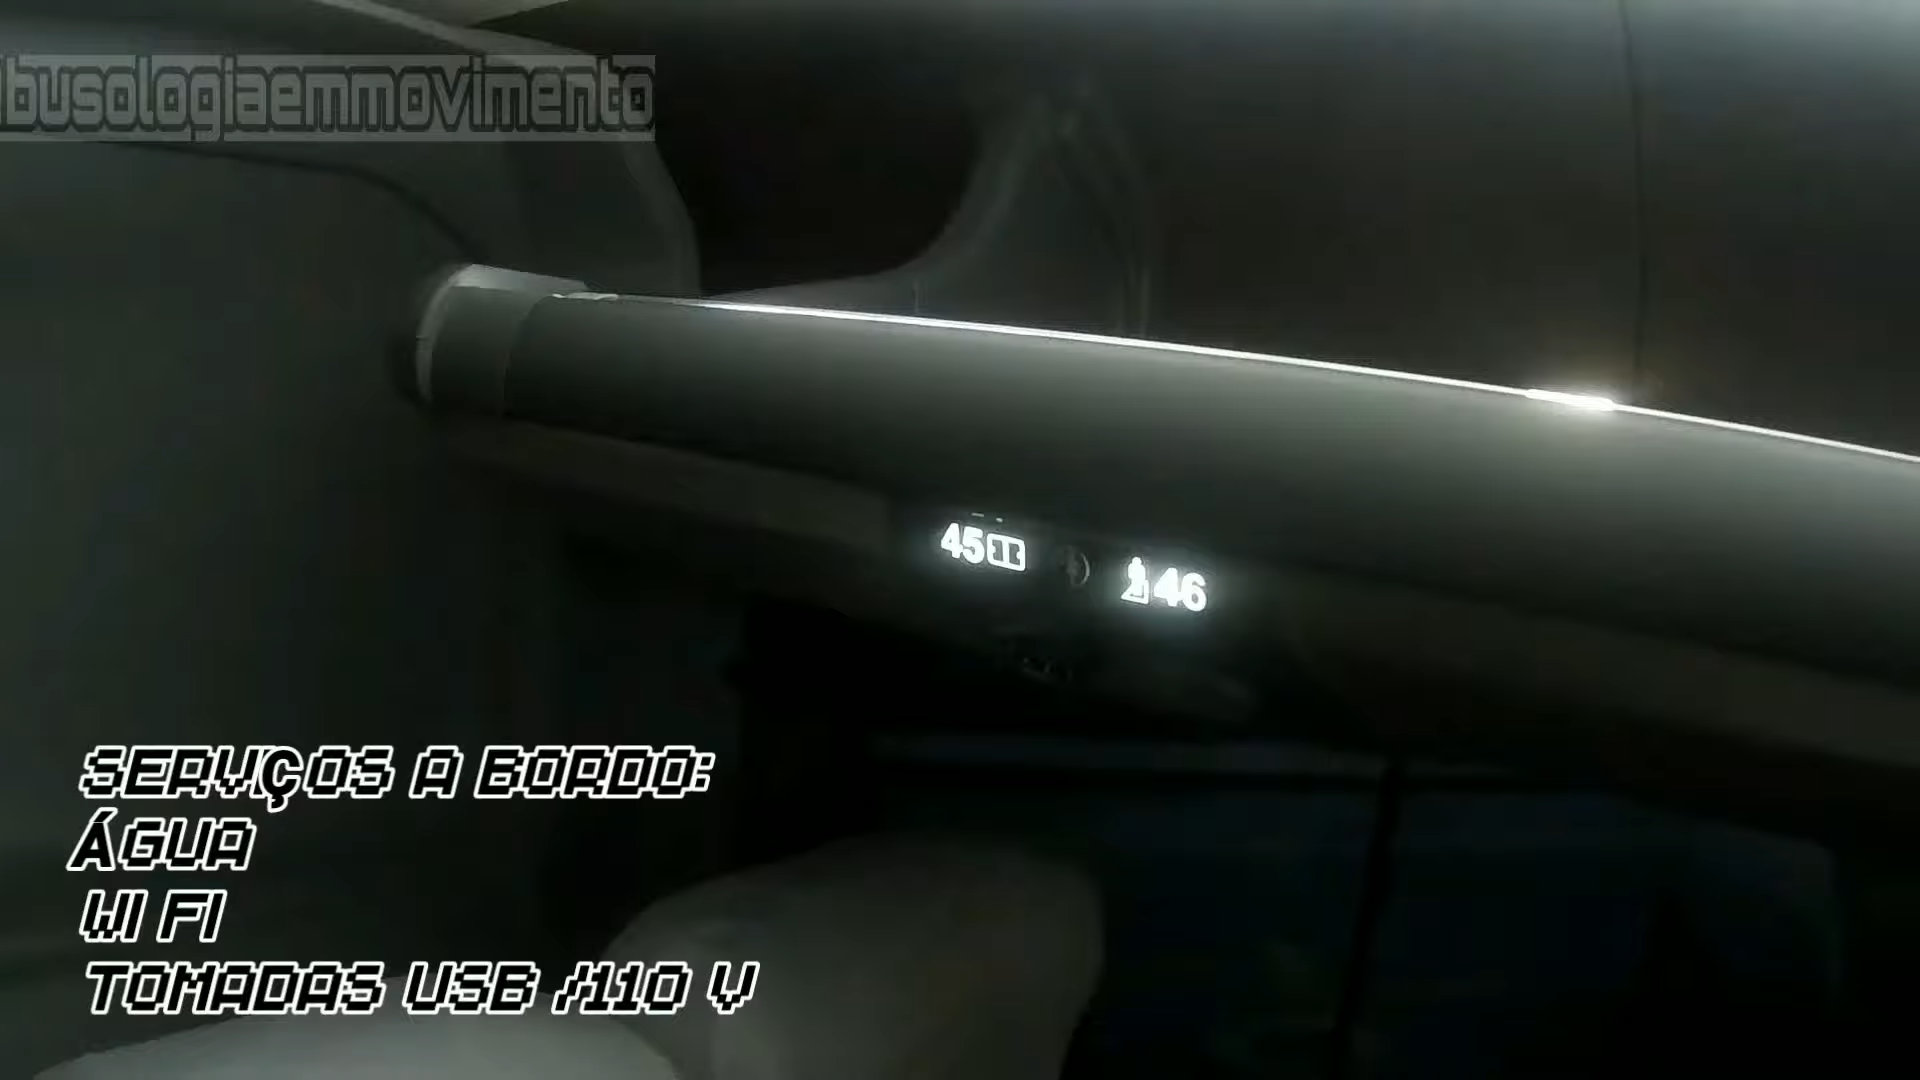 busologiaemmovimento
45 46
SERVIÇOS A BORDO:
ÁGUA
WI FI
TOMADAS USB /110 V